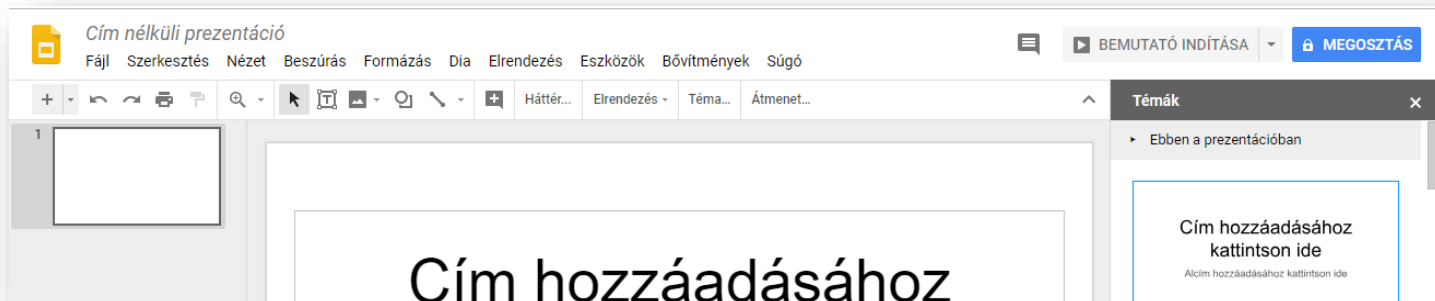 Cím nélküli prezentáció
Fájl Szerkesztés Nézet Beszúrás Formázás Dia Elrendezés Eszközök Bővítmények Súgó
BEMUTATÓ INDÍTÁSA
MEGOSZTÁS
Háttér... Elrendezés Téma... Átmenet...
Témák
1
Ebben a prezentációban
Cím hozzáadásához
Cím hozzáadásához
kattintson ide
Alcím hozzáadásához kattintson ide